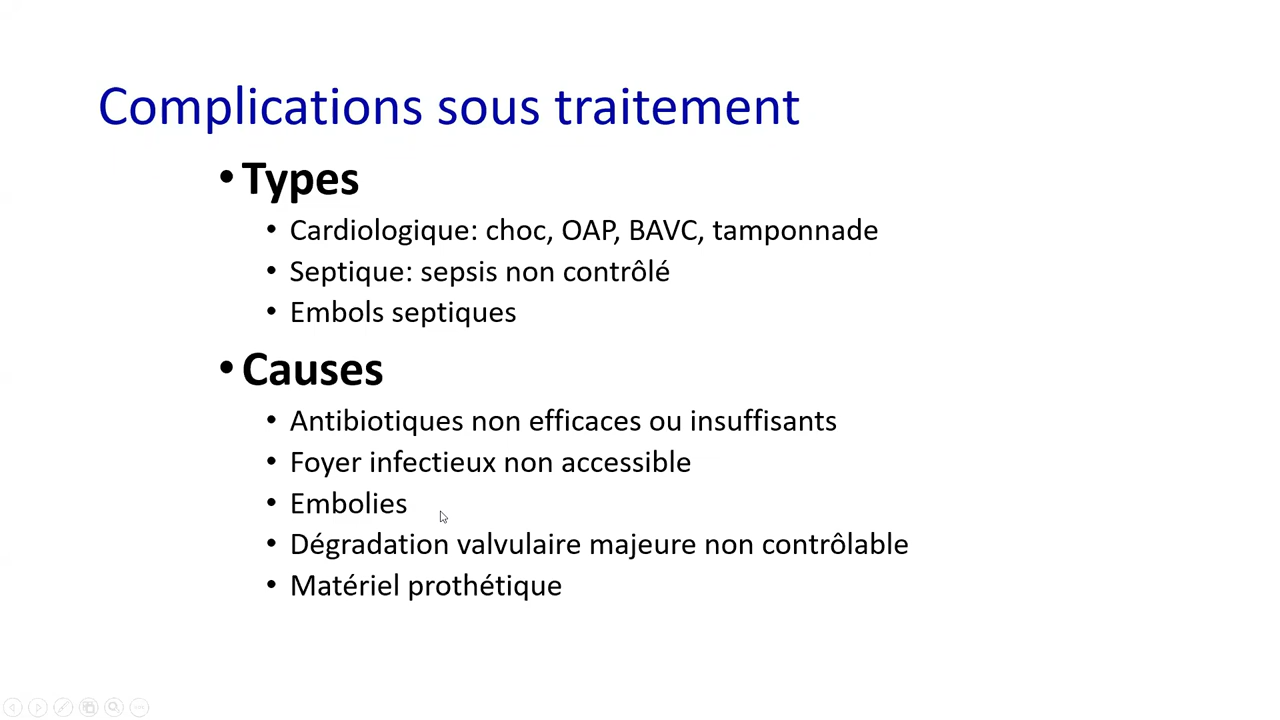 Complications sous traitement
• Types
• Cardiologique: choc, OAP, BAVC, tamponnade
• Septique: sepsis non contrôlé
• Embols septiques
• Causes
• Antibiotiques non efficaces ou insuffisants
• Foyer infectieux non accessible
• Embolies
• Dégradation valvulaire majeure non contrôlable
• Matériel prothétique